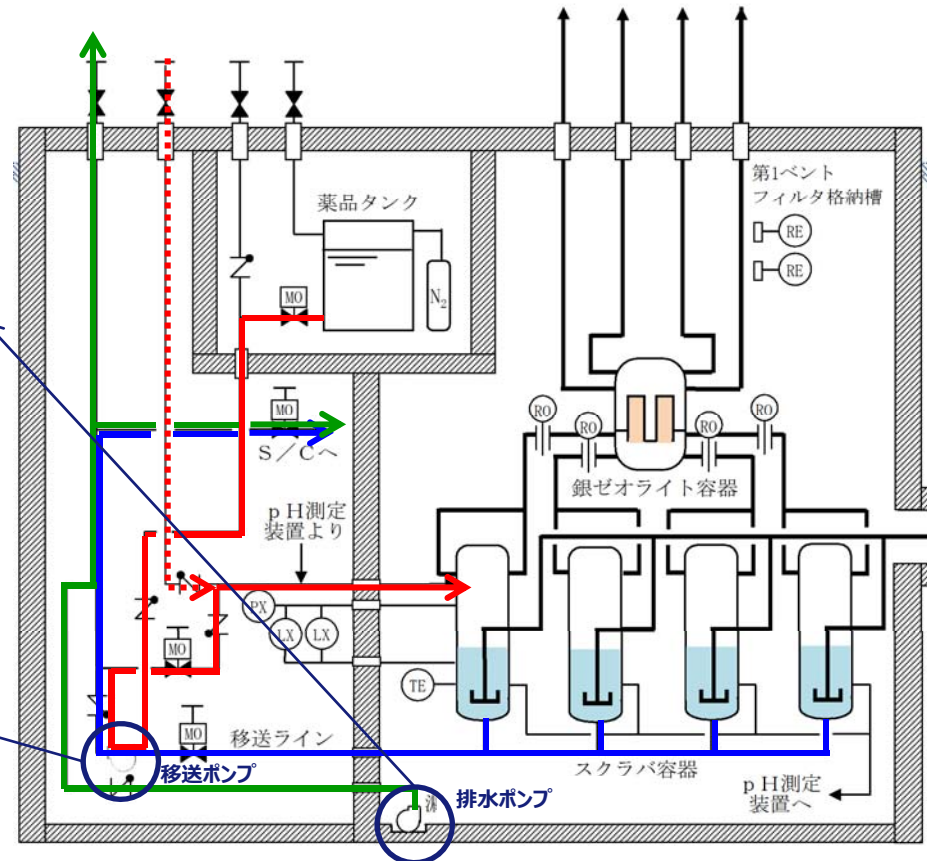 第1ベント
フィルタ格納槽
RE
RE
薬品タンク
MO
N₂
MO
S/Cへ
RO
RO
RO
RO
銀ゼオライト容器
pH測定
装置より
PX
LX
LX
MO
TE
MO
移送ライン
移送ポンプ
スクラバ容器
排水ポンプ
pH測定
装置へ